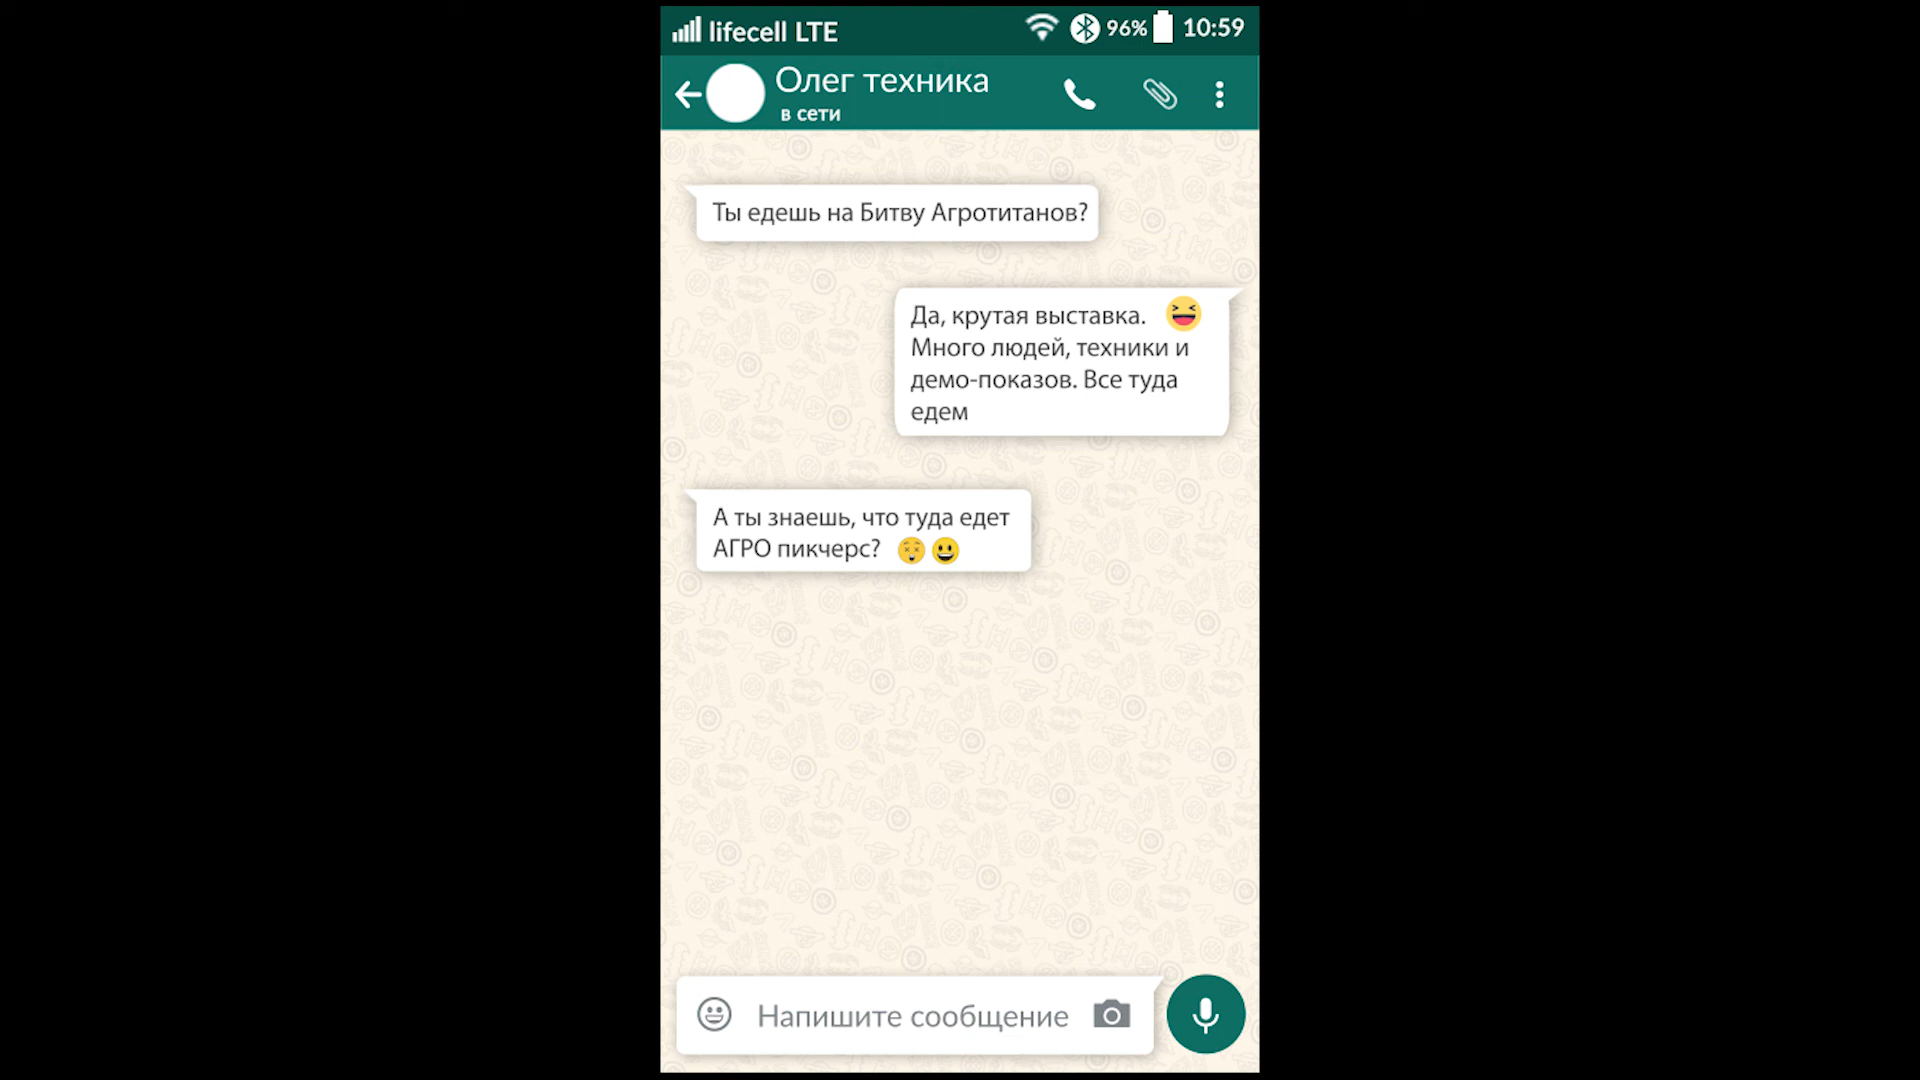 lifecell LTE 96% 10:59
Олег техника
в сети
Ты едешь на Битву Агротитанов?
Да, крутая выставка.
Много людей, техники и
демо-показов. Все туда
едем
А ты знаешь, что туда едет
АГРО пикчерс?
Напишите сообщение